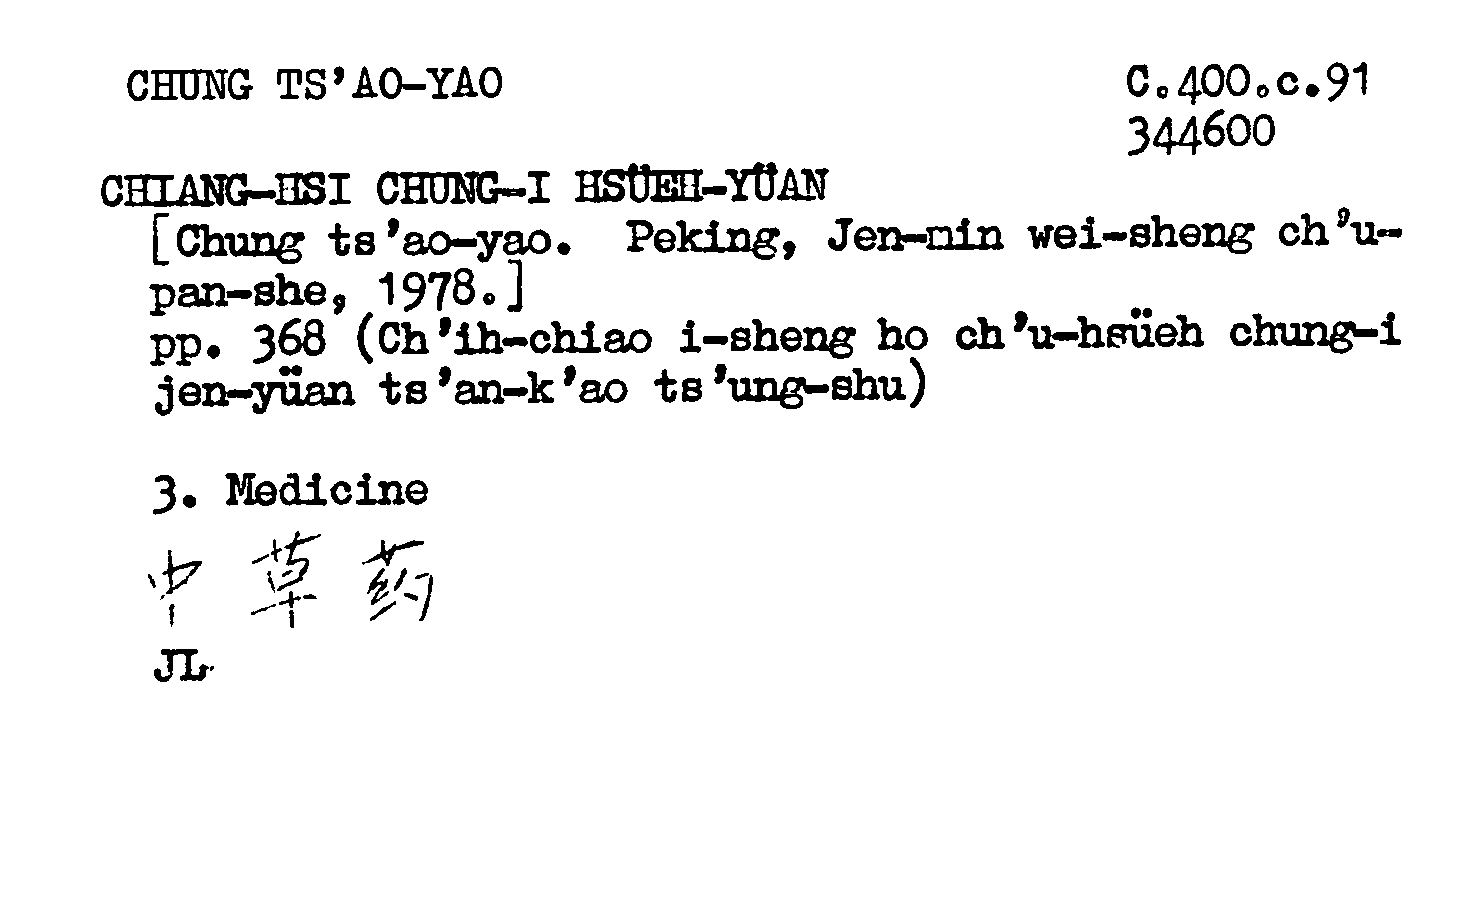 CHUNG TS'AO-YAO
C.400.c.91
344600
CHIANG-HSI CHUNG-I HSÜEH-YÜAN
[Chung ts'ao-yao. Peking, Jen-min wei-sheng ch'u-
pan-she, 1978.]
pp. 368 (Ch'ih-chiao i-sheng ho ch'u-hsüeh chung-i
jen-yüan ts'an-k'ao ts'ung-shu)
3. Medicine
中草药
JL